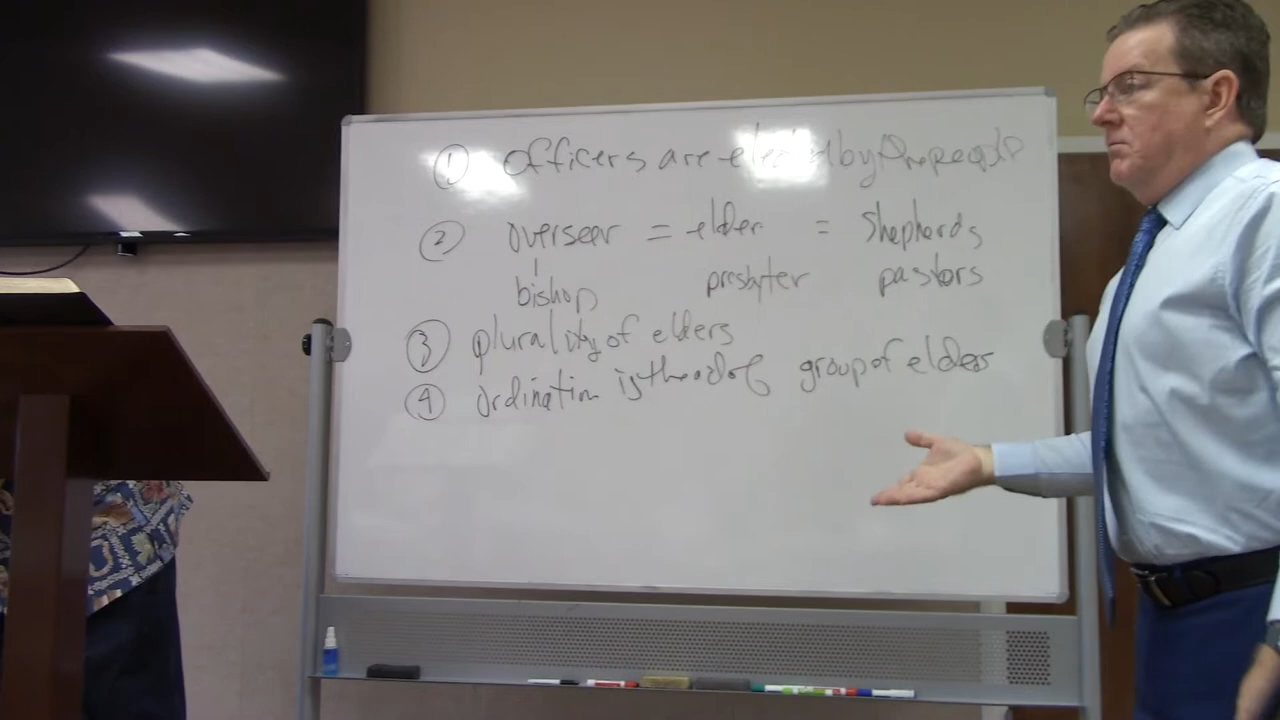 ① officers are elected by the people
② overseer = elder = shepherds
bishop presbyter pastors
③ plurality of elders
④ ordination is the act of group of elders